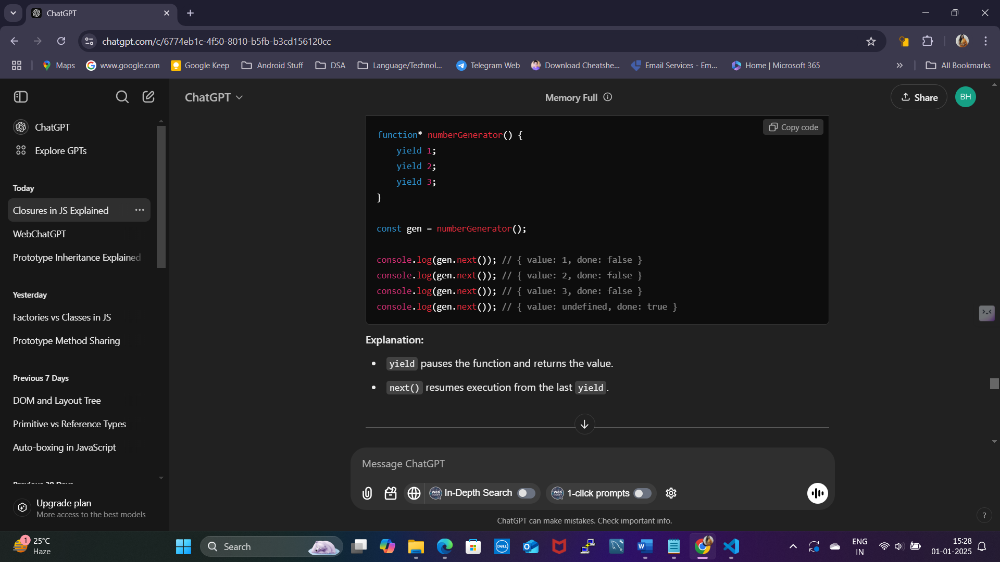 ChatGPT
chatgpt.com/c/6774eb1c-4f50-8010-b5fb-b3cd156120cc
Maps
www.google.com
Google Keep
Android Stuff
DSA
Language/Technol...
Telegram Web
Download Cheatshe...
Email Services - Em...
Home | Microsoft 365
All Bookmarks
ChatGPT
Memory Full
Share
BH
ChatGPT
Explore GPTs
Today
Closures in JS Explained
WebChatGPT
Prototype Inheritance Explained
Yesterday
Factories vs Classes in JS
Prototype Method Sharing
Previous 7 Days
DOM and Layout Tree
Primitive vs Reference Types
Auto-boxing in JavaScript
Previous 30 Days
Upgrade plan
More access to the best models
Copy code
function* numberGenerator() {
    yield 1;
    yield 2;
    yield 3;
}
const gen = numberGenerator();
console.log(gen.next()); // { value: 1, done: false }
console.log(gen.next()); // { value: 2, done: false }
console.log(gen.next()); // { value: 3, done: false }
console.log(gen.next()); // { value: undefined, done: true }
Explanation:
• yield pauses the function and returns the value.
• next() resumes execution from the last yield.
Message ChatGPT
In-Depth Search
1-click prompts
ChatGPT can make mistakes. Check important info.
?
1
25°C
Haze
Search
DELL
ENG
IN
15:28
01-01-2025